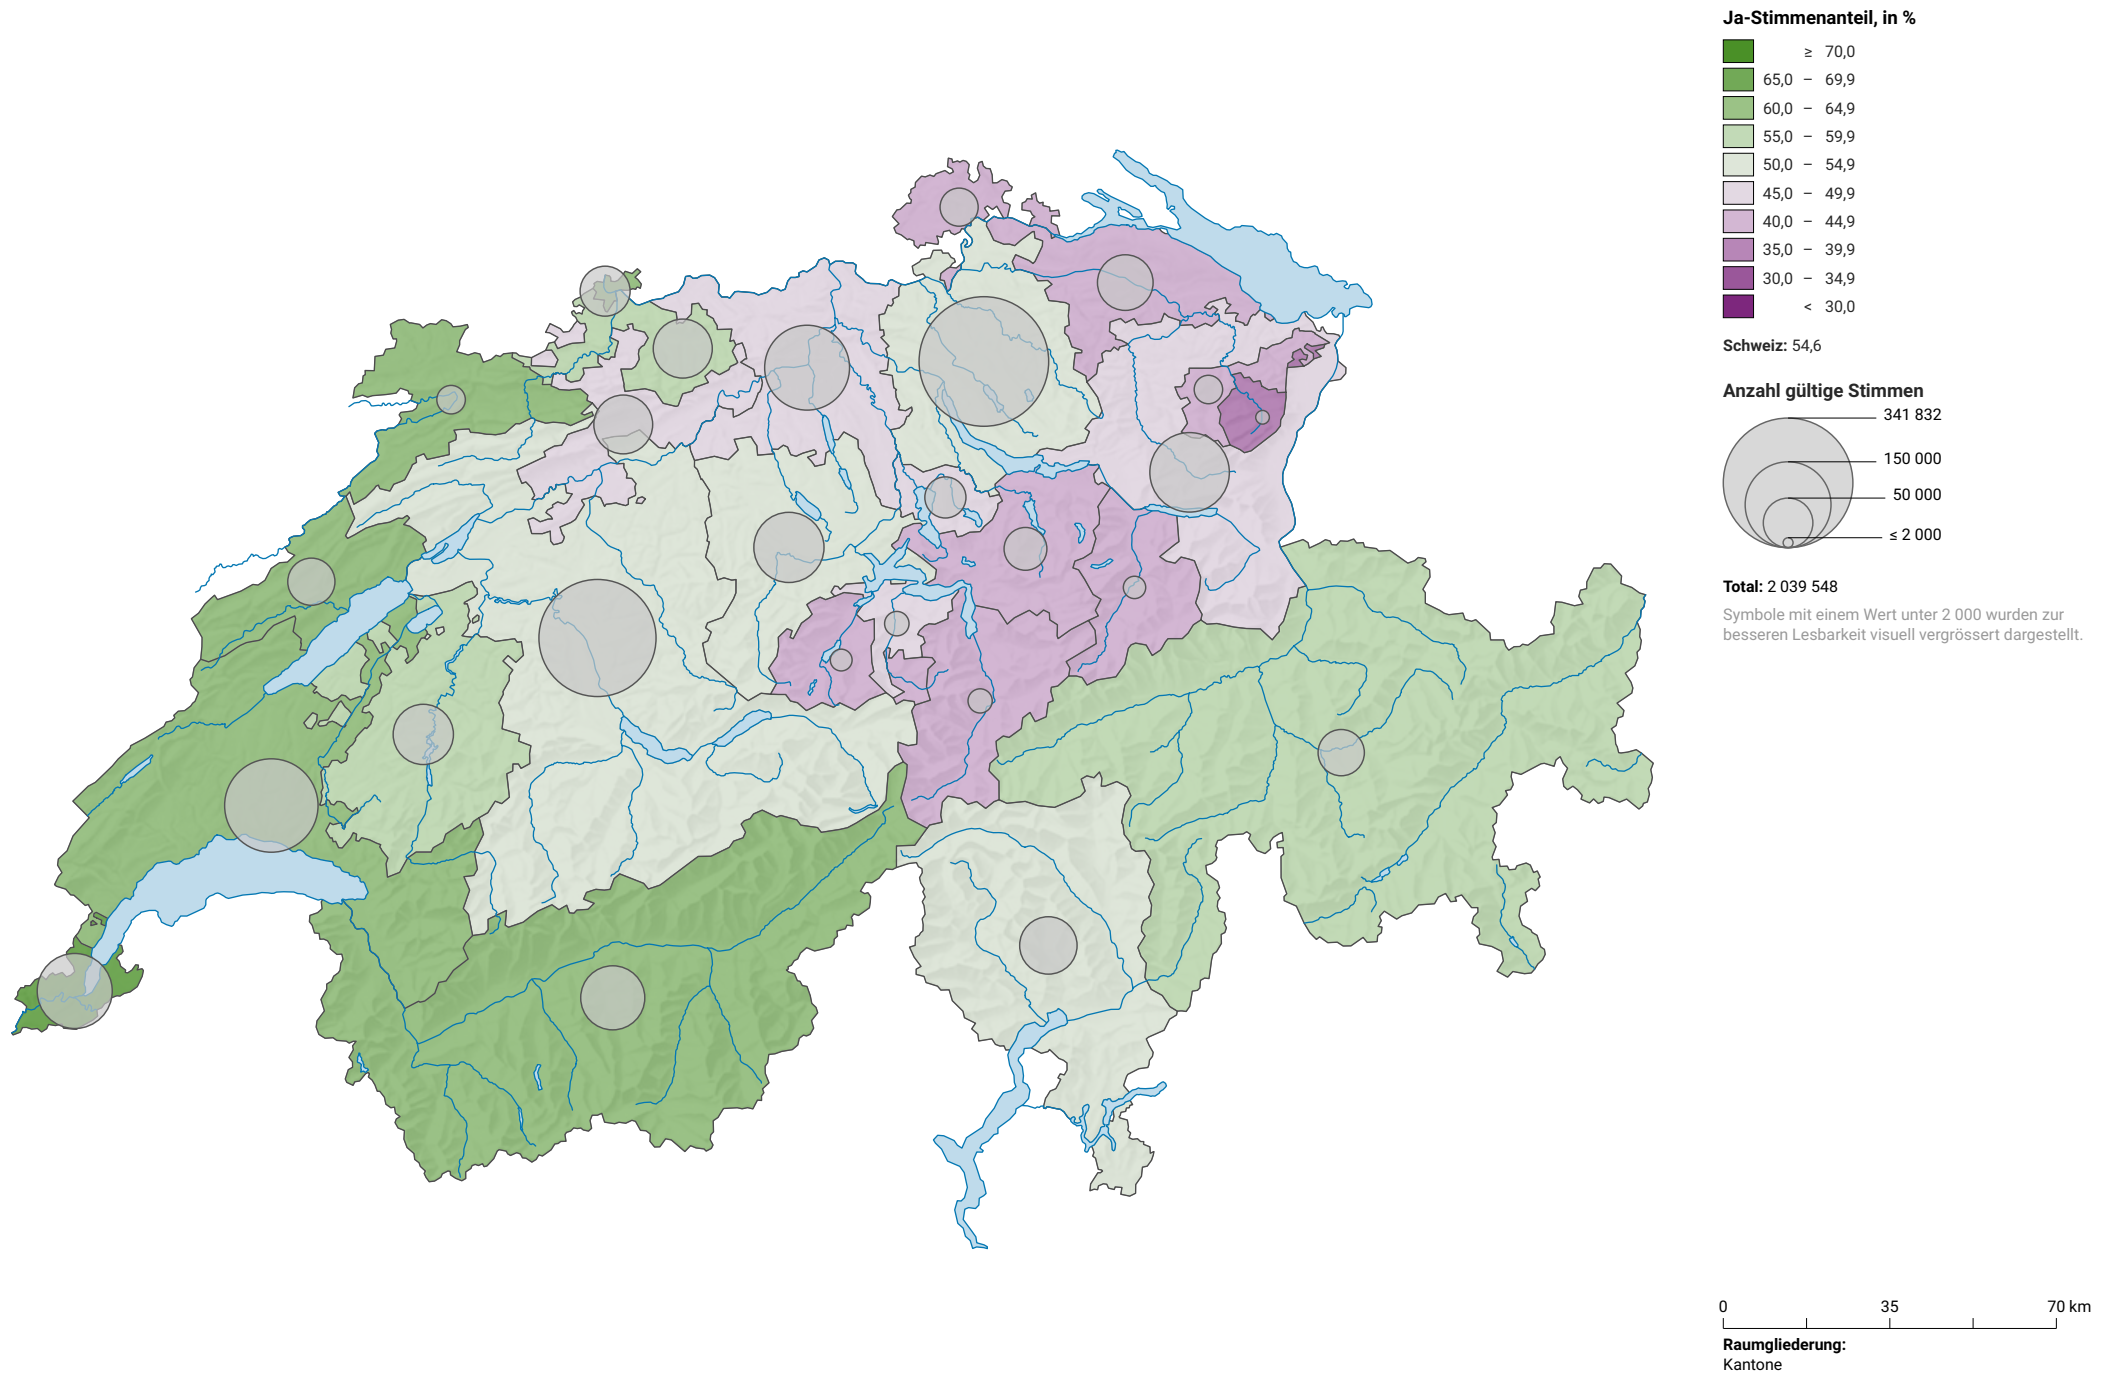 Ja-Stimmenanteil, in %
≥ 70,0
65,0 – 69,9
60,0 – 64,9
55,0 – 59,9
50,0 – 54,9
45,0 – 49,9
40,0 – 44,9
35,0 – 39,9
30,0 – 34,9
< 30,0
Schweiz: 54,6
Anzahl gültige Stimmen
341 832
150 000
50 000
≤ 2 000
Total: 2 039 548
Symbole mit einem Wert unter 2 000 wurden zur
besseren Lesbarkeit visuell vergrössert dargestellt.
0 35 70 km
Raumgliederung:
Kantone